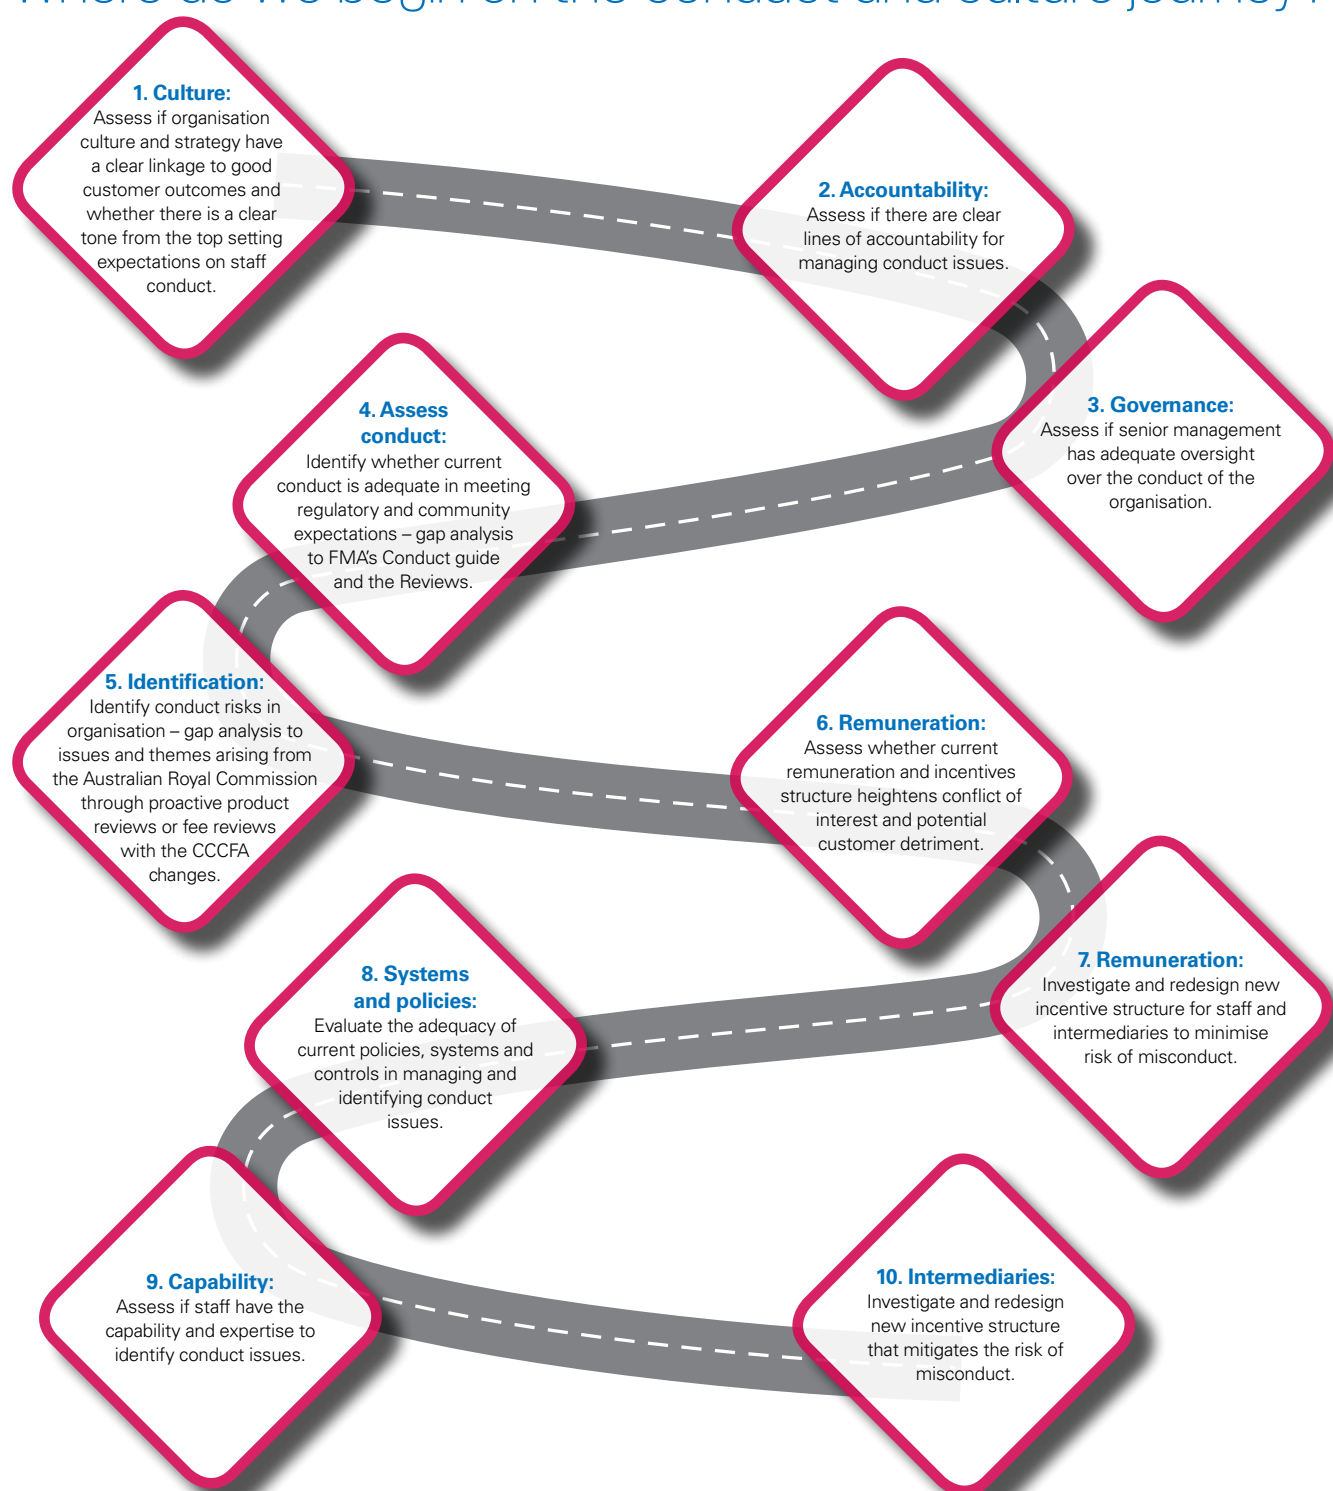 Where do we begin on the conduct and culture journey?
1. Culture:
Assess if organisation
culture and strategy have
a clear linkage to good
customer outcomes and
whether there is a clear
tone from the top setting
expectations on staff
conduct.
2. Accountability:
Assess if there are clear
lines of accountability for
managing conduct issues.
3. Governance:
Assess if senior management
has adequate oversight
over the conduct of the
organisation.
4. Assess
conduct:
Identify whether current
conduct is adequate in meeting
regulatory and community
expectations – gap analysis
to FMA’s Conduct guide
and the Reviews.
5. Identification:
Identify conduct risks in
organisation – gap analysis to
issues and themes arising from
the Australian Royal Commission
through proactive product
reviews or fee reviews
with the CCCFA
changes.
6. Remuneration:
Assess whether current
remuneration and incentives
structure heightens conflict of
interest and potential
customer detriment.
7. Remuneration:
Investigate and redesign new
incentive structure for staff and
intermediaries to minimise
risk of misconduct.
8. Systems
and policies:
Evaluate the adequacy of
current policies, systems and
controls in managing and
identifying conduct
issues.
9. Capability:
Assess if staff have the
capability and expertise to
identify conduct issues.
10. Intermediaries:
Investigate and redesign
new incentive structure
that mitigates the risk of
misconduct.